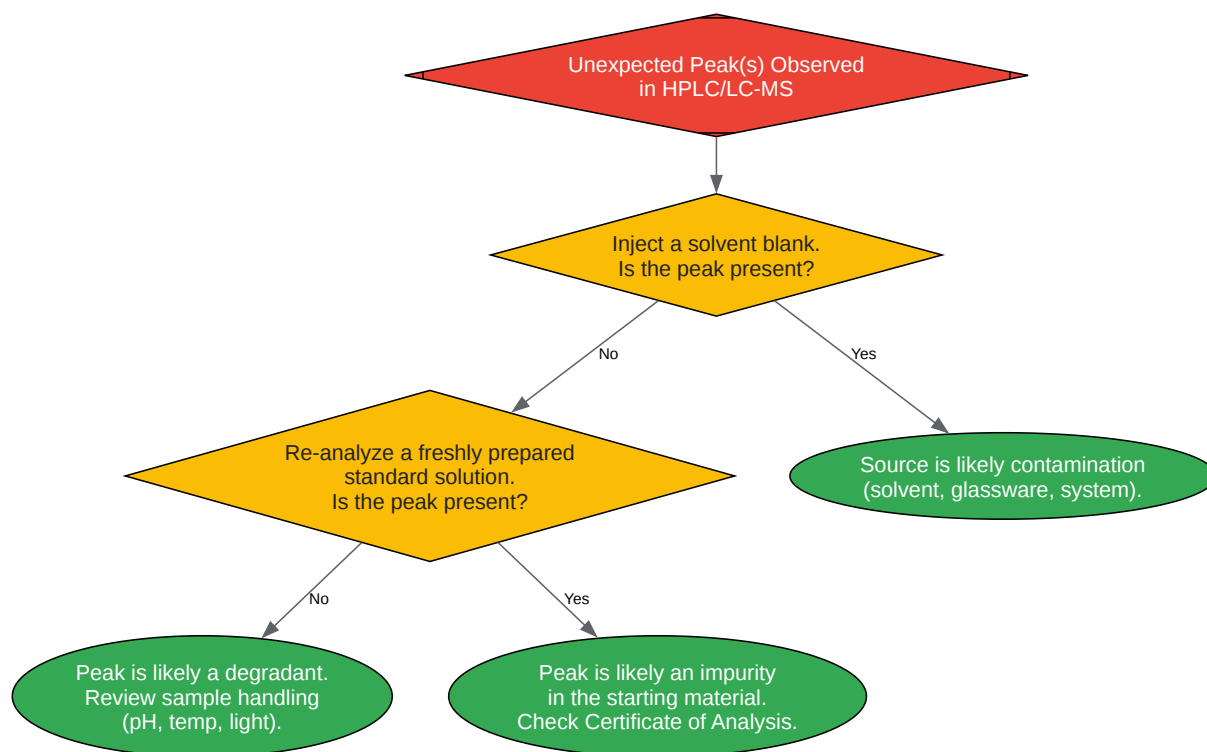 Unexpected Peak(s) Observed
in HPLC/LC-MS
Inject a solvent blank.
Is the peak present?
No
Yes
Re-analyze a freshly prepared
standard solution.
Is the peak present?
Source is likely contamination
(solvent, glassware, system).
No
Yes
Peak is likely a degradant.
Review sample handling
(pH, temp, light).
Peak is likely an impurity
in the starting material.
Check Certificate of Analysis.